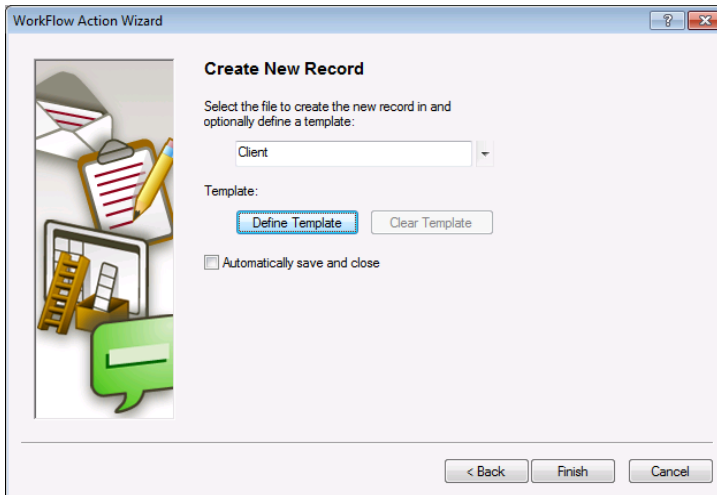 WorkFlow Action Wizard
Create New Record
Select the file to create the new record in and
optionally define a template:
Client
Template:
Define Template
Clear Template
Automatically save and close
< Back
Finish
Cancel